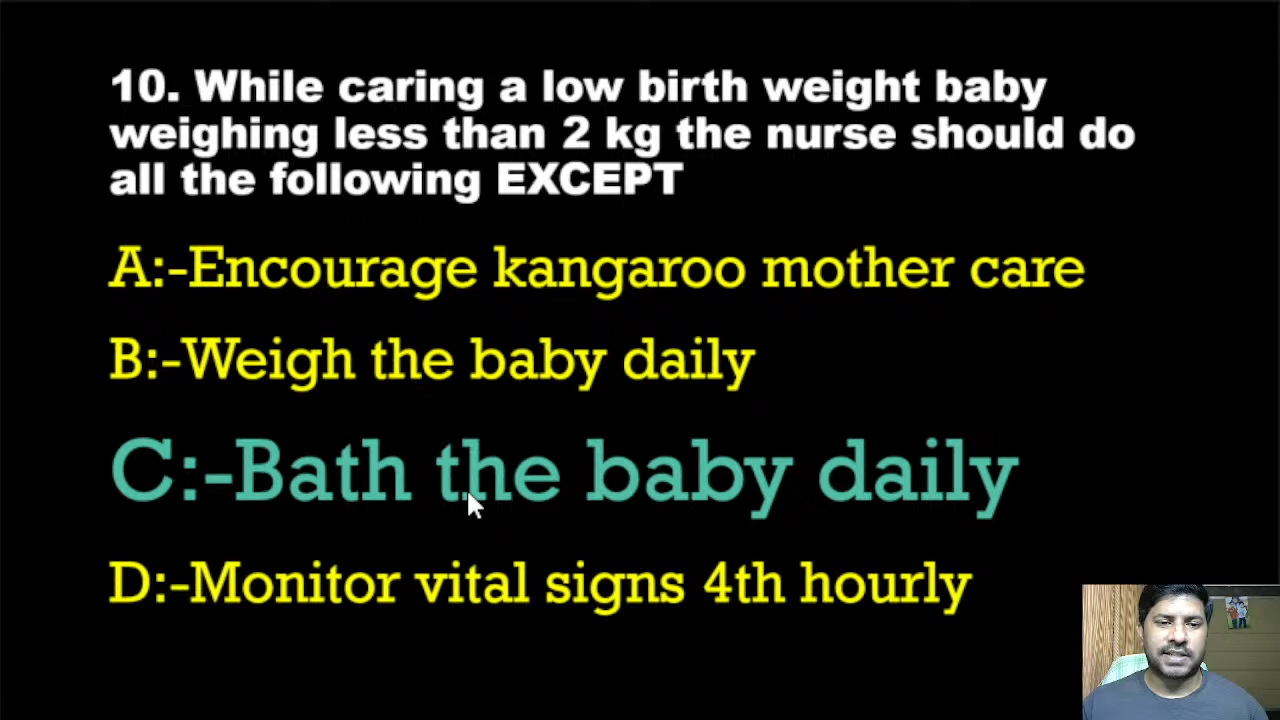 10. While caring a low birth weight baby
weighing less than 2 kg the nurse should do
all the following EXCEPT
A:-Encourage kangaroo mother care
B:-Weigh the baby daily
C:-Bath the baby daily
D:-Monitor vital signs 4th hourly